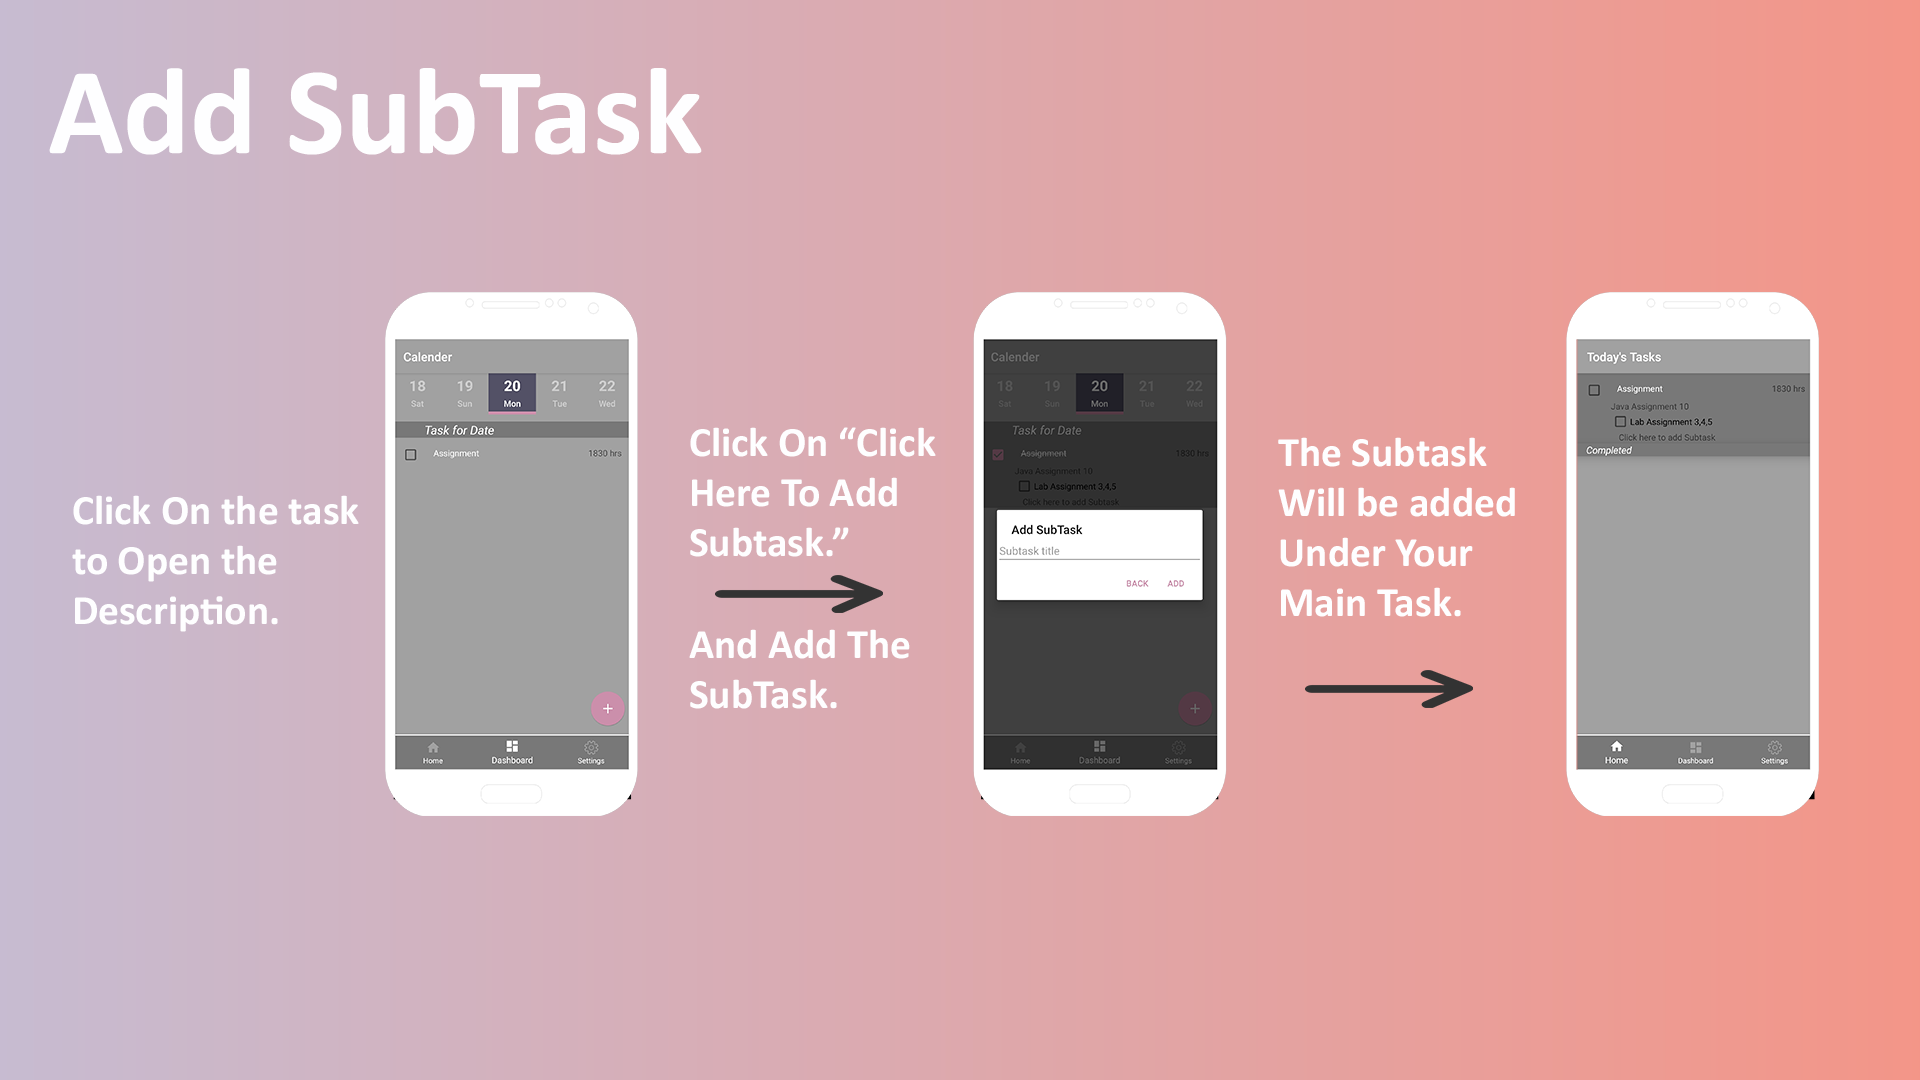 Add SubTask
Click On the task
to Open the
Description.
Calender
18 19 20 21 22
Sat Sun Mon Tue Wed
Task for Date
Assignment 1830 hrs
+
Home Dashboard Settings
Click On “Click
Here To Add
Subtask.”
And Add The
SubTask.
Calender
18 19 20 21 22
Sat Sun Mon Tue Wed
Task for Date
Assignment 1830 hrs
Java Assignment 10
Lab Assignment 3,4,5
Click here to add Subtask
Add SubTask
Subtask title
BACK ADD
+
Home Dashboard Settings
The Subtask
Will be added
Under Your
Main Task.
Today's Tasks
Assignment 1830 hrs
Java Assignment 10
Lab Assignment 3,4,5
Click here to add Subtask
Completed
Home Dashboard Settings